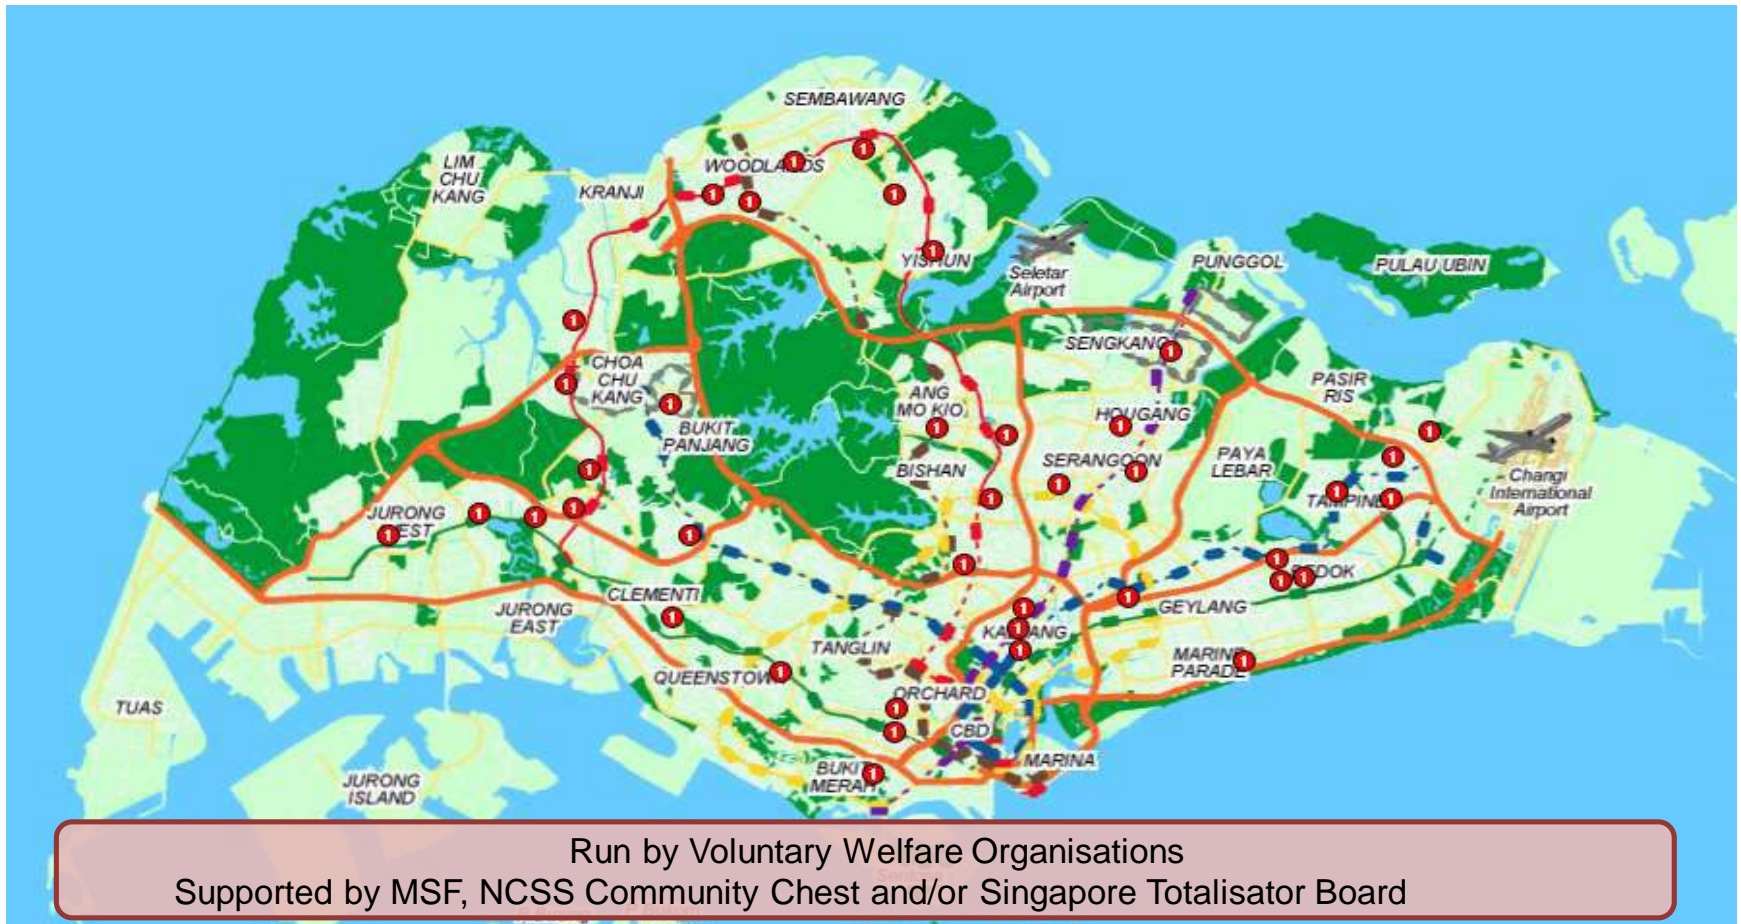 SEMBAWANG
LIM
CHU
KANG
KRANJI
WOODLANDS
YISHUN
Seletar
Airport
PUNGGOL
PULAU UBIN
SENGKANG
CHOA
CHU
KANG
PASIR
RIS
ANG
MO KIO
HOUGANG
BUKIT
PANJANG
BISHAN
SERANGOON
PAYA
LEBAR
TAMPINES
Changi
International
Airport
JURONG
WEST
BEDOK
CLEMENTI
JURONG
EAST
GEYLANG
TANGLIN
KALLANG
MARINE
PARADE
QUEENSTOWN
ORCHARD
TUAS
CBD
MARINA
BUKIT
MERAH
JURONG
ISLAND
Run by Voluntary Welfare Organisations
Supported by MSF, NCSS Community Chest and/or Singapore Totalisator Board
Sentosa